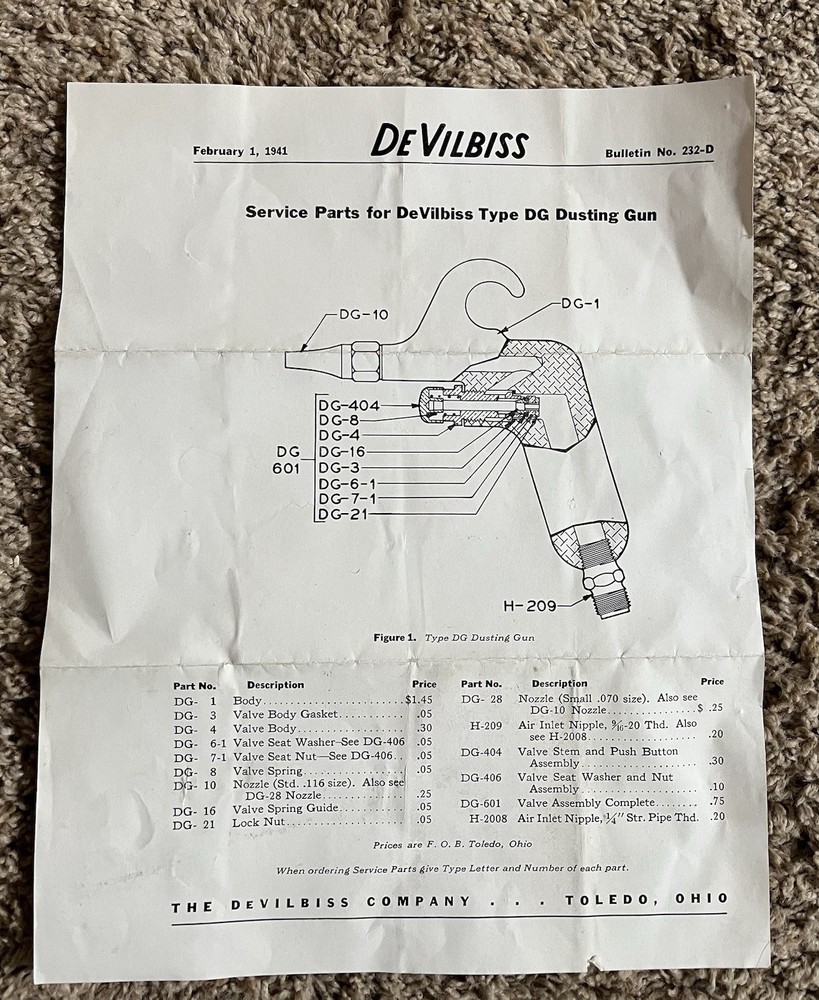 February 1, 1941
DEVILBISS
Bulletin No. 232-D
Service Parts for DeVilbiss Type DG Dusting Gun
DG-10
DG-1
DG-404
DG-8
DG-4
DG
601
DG-16
DG-3
DG-6-1
DG-7-1
DG-21
H-209
Figure 1. Type DG Dusting Gun
Part No. Description Price
DG- 1 Body........................$1.45
DG- 3 Valve Body Gasket........... .05
DG- 4 Valve Body.................. .30
DG- 6-1 Valve Seat Washer—See DG-406 .05
DG- 7-1 Valve Seat Nut—See DG-406.. .05
DG- 8 Valve Spring................. .05
DG- 10 Nozzle (Std. .116 size). Also see
DG-28 Nozzle............... .25
DG- 16 Valve Spring Guide........... .05
DG- 21 Lock Nut.................... .05
Part No. Description Price
DG- 28 Nozzle (Small .070 size). Also see
DG-10 Nozzle................$ .25
H-209 Air Inlet Nipple, 9/16-20 Thd. Also
see H-2008.................. .20
DG-404 Valve Stem and Push Button
Assembly.................... .30
DG-406 Valve Seat Washer and Nut
Assembly.................... .10
DG-601 Valve Assembly Complete....... .75
H-2008 Air Inlet Nipple, 1/4" Str. Pipe Thd. .20
Prices are F. O. B. Toledo, Ohio
When ordering Service Parts give Type Letter and Number of each part.
THE DEVILBISS COMPANY . . . TOLEDO, OHIO